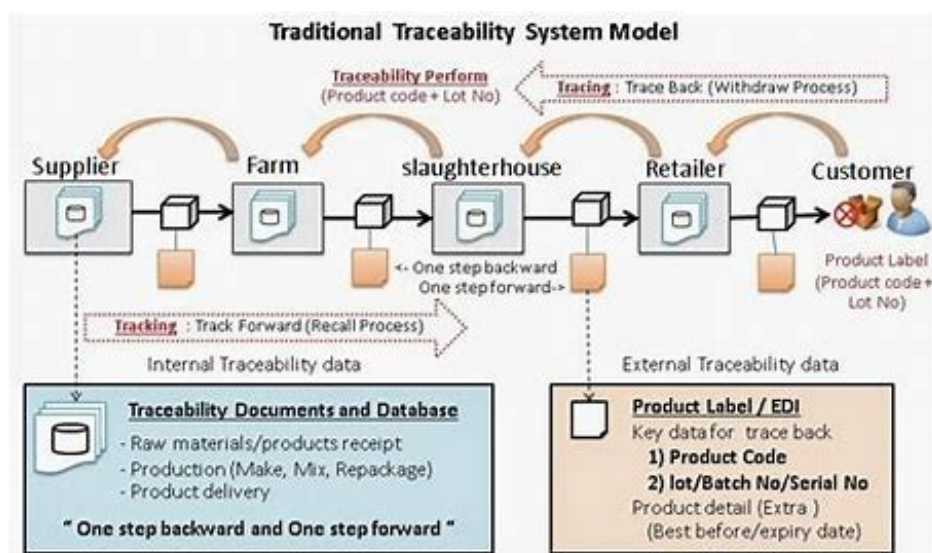 Traditional Traceability System Model
Traceability Perform
(Product code + Lot No)
Tracing : Trace Back (Withdraw Process)
Supplier
Farm
slaughterhouse
Retailer
Customer
<- One step backward
One step forward->
Product Label
(Product code +
Lot No)
Tracking : Track Forward (Recall Process)
Internal Traceability data
External Traceability data
Traceability Documents and Database
- Raw materials/products receipt
- Production (Make, Mix, Repackage)
- Product delivery
" One step backward and One step forward "
Product Label / EDI
Key data for trace back
1) Product Code
2) lot/Batch No/Serial No
Product detail (Extra )
(Best before/expiry date)